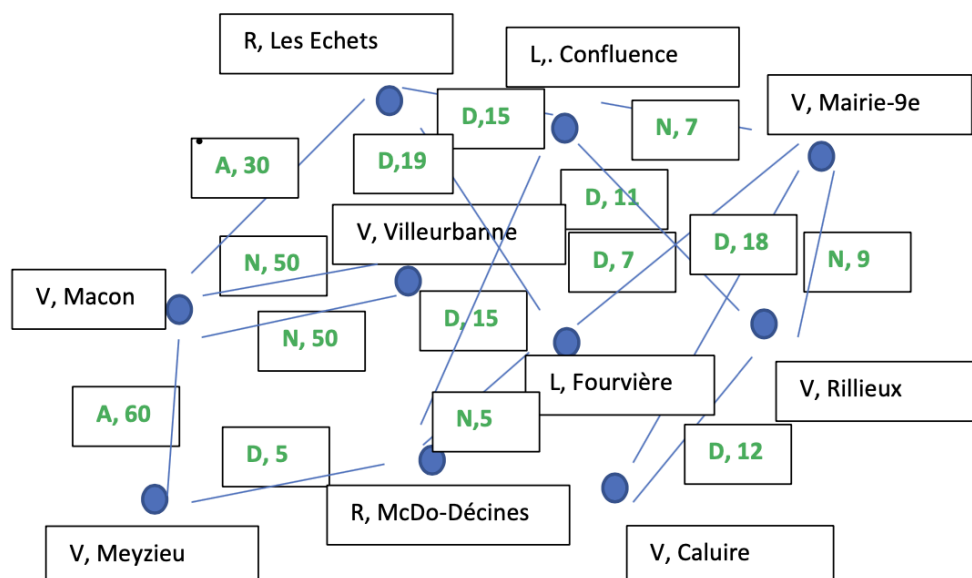 R, Les Echets
L,. Confluence
V, Mairie-9e
D,15
N, 7
A, 30
D,19
D, 11
V, Villeurbanne
D, 18
N, 50
D, 7
N, 9
V, Macon
D, 15
N, 50
L, Fourvière
V, Rillieux
A, 60
N,5
D, 5
D, 12
R, McDo-Décines
V, Meyzieu
V, Caluire